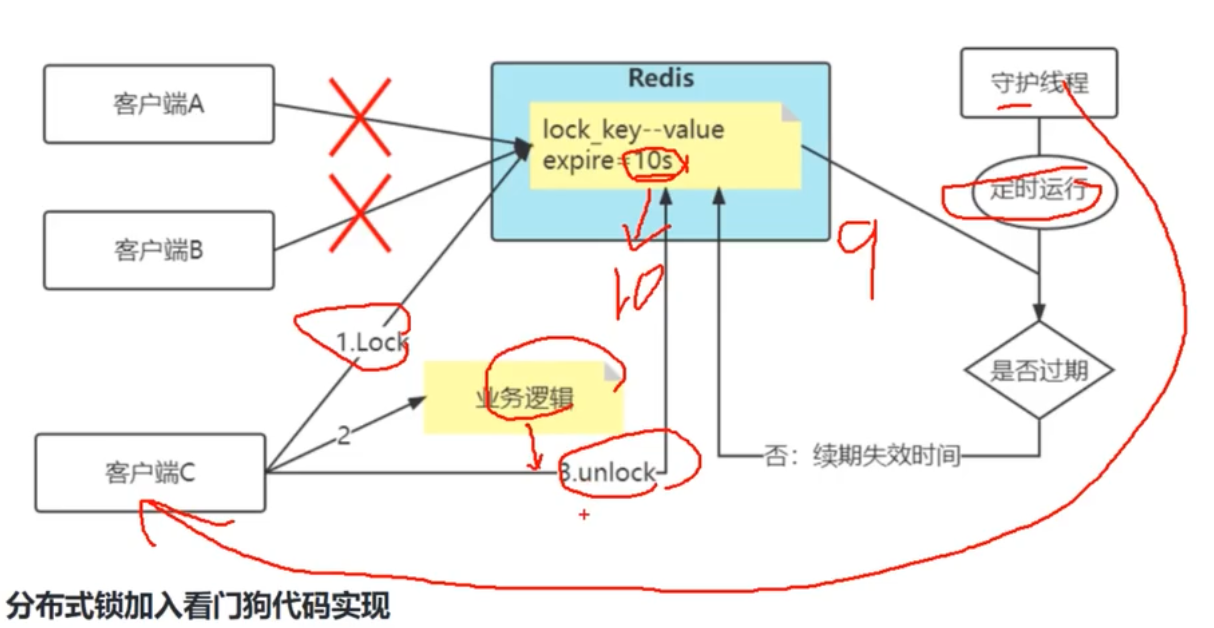 Redis
守护线程
客户端A
lock_key--value
expire=10s
定时运行
客户端B
9
10
1.Lock
是否过期
业务逻辑
2
否：续期失效时间
客户端C
3.unlock
分布式锁加入看门狗代码实现